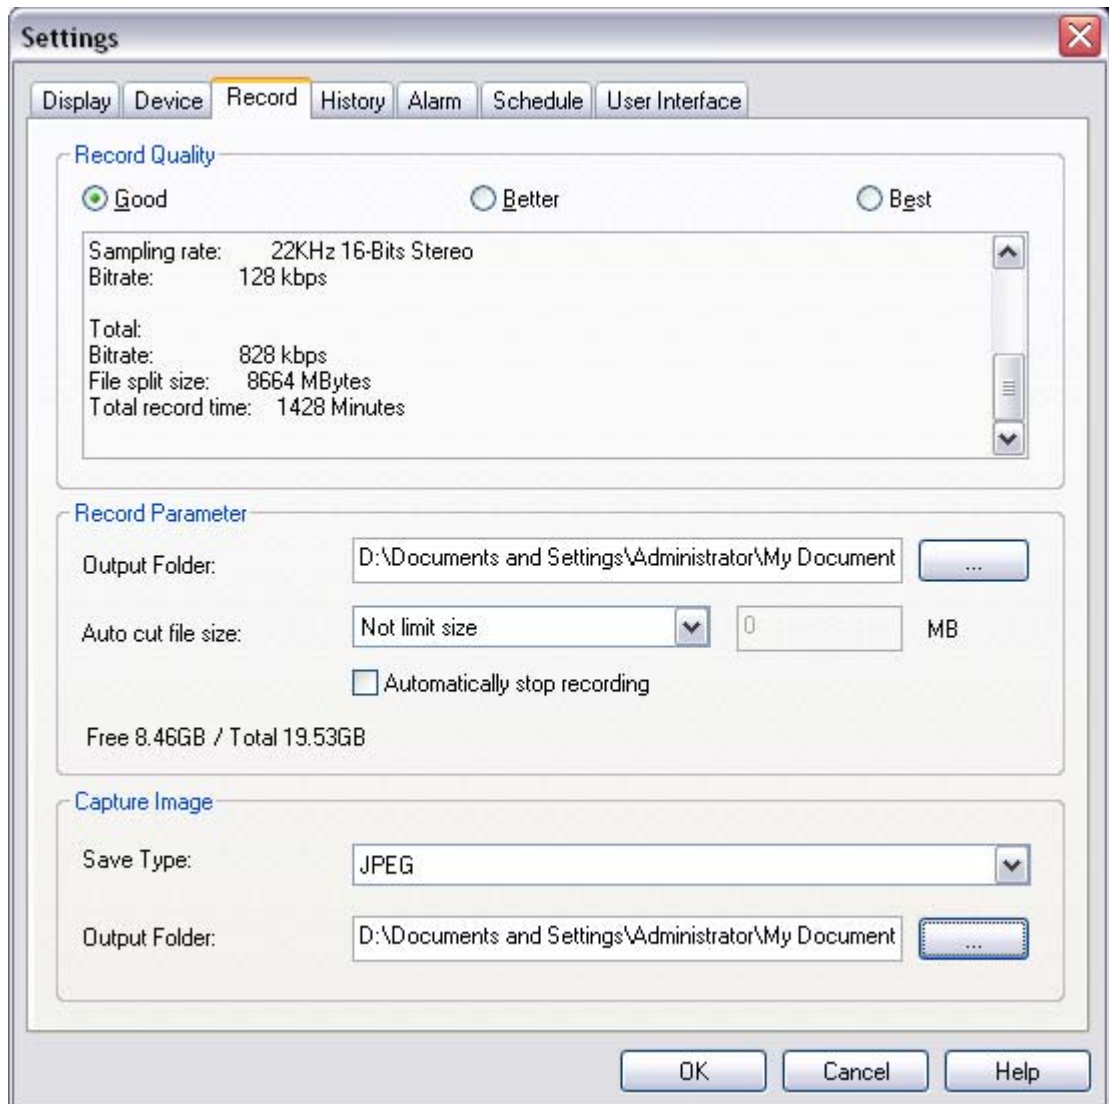 Settings
Display Device Record History Alarm Schedule User Interface
Record Quality
Good Better Best
Sampling rate: 22KHz 16-Bits Stereo
Bitrate: 128 kbps
Total:
Bitrate: 828 kbps
File split size: 8664 MBytes
Total record time: 1428 Minutes
Record Parameter
Output Folder: D:\Documents and Settings\Administrator\My Document ...
Auto cut file size: Not limit size 0 MB
Automatically stop recording
Free 8.46GB / Total 19.53GB
Capture Image
Save Type: JPEG
Output Folder: D:\Documents and Settings\Administrator\My Document ...
OK Cancel Help